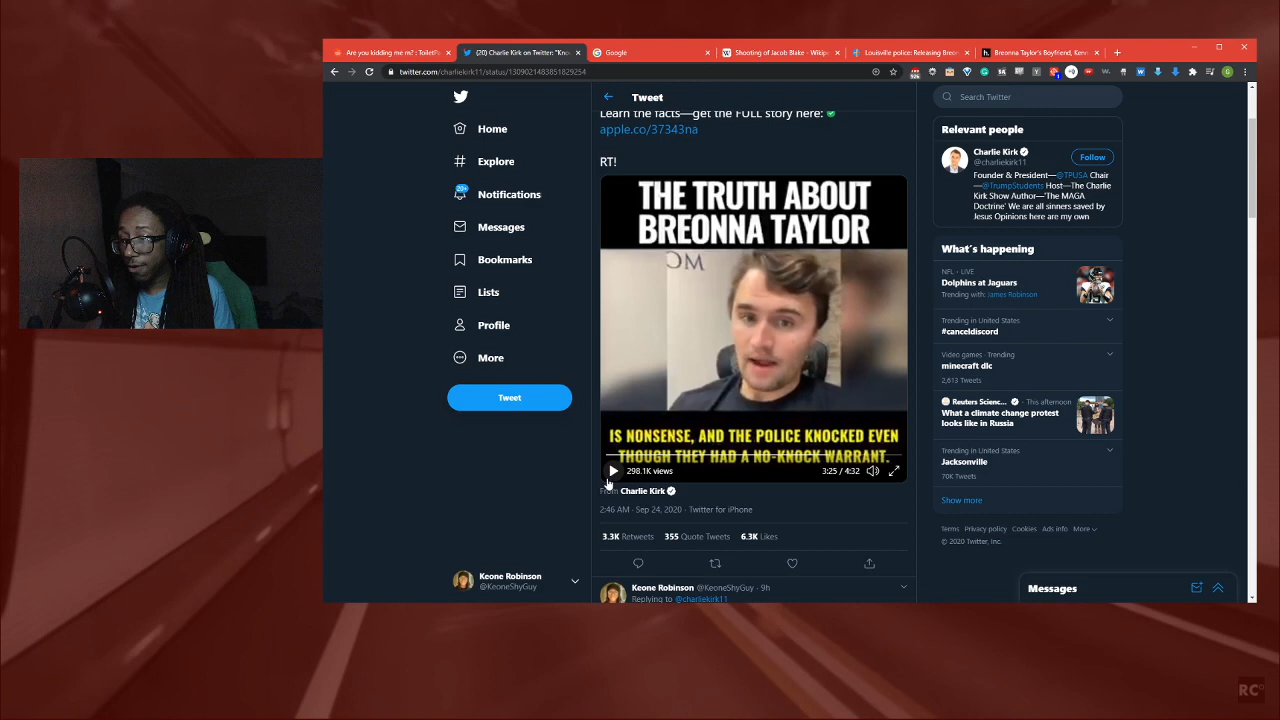 Are you kidding me rn? : ToiletPa
(20) Charlie Kirk on Twitter: "Kno
Google
Shooting of Jacob Blake - Wikip
Louisville police: Releasing Breon
Breonna Taylor's Boyfriend, Kenn
twitter.com/charliekirk11/status/1309021483851829254
Home
Explore
20+
Notifications
Messages
Bookmarks
Lists
Profile
More
Tweet
Keone Robinson
@KeoneShyGuy
Tweet
Learn the facts—get the FULL story here:
apple.co/37343na
RT!
THE TRUTH ABOUT
BREONNA TAYLOR
OM
IS NONSENSE, AND THE POLICE KNOCKED EVEN
THOUGH THEY HAD A NO-KNOCK WARRANT.
298.1K views
3:25 / 4:32
From Charlie Kirk
2:46 AM · Sep 24, 2020 · Twitter for iPhone
3.3K Retweets 355 Quote Tweets 6.3K Likes
Keone Robinson @KeoneShyGuy · 9h
Replying to @charliekirk11
Search Twitter
Relevant people
Charlie Kirk
@charliekirk11
Follow
Founder & President—@TPUSA Chair
—@TrumpStudents Host—The Charlie
Kirk Show Author—'The MAGA
Doctrine' We are all sinners saved by
Jesus Opinions here are my own
What's happening
NFL · LIVE
Dolphins at Jaguars
Trending with: James Robinson
Trending in United States
#canceldiscord
Video games · Trending
minecraft dlc
2,613 Tweets
Reuters Scienc... · This afternoon
What a climate change protest
looks like in Russia
Trending in United States
Jacksonville
70K Tweets
Show more
Terms Privacy policy Cookies Ads info More
© 2020 Twitter, Inc.
Messages
RC